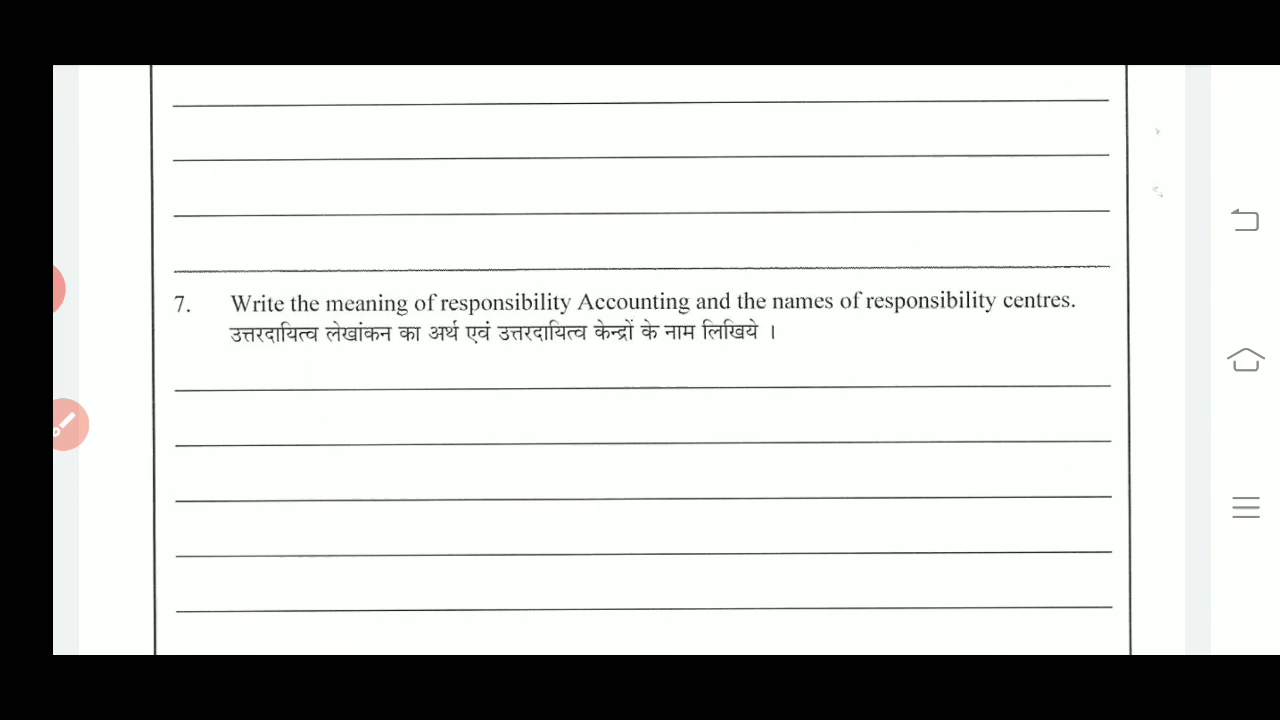 7. Write the meaning of responsibility Accounting and the names of responsibility centres.
उत्तरदायित्व लेखांकन का अर्थ एवं उत्तरदायित्व केन्द्रों के नाम लिखिये ।